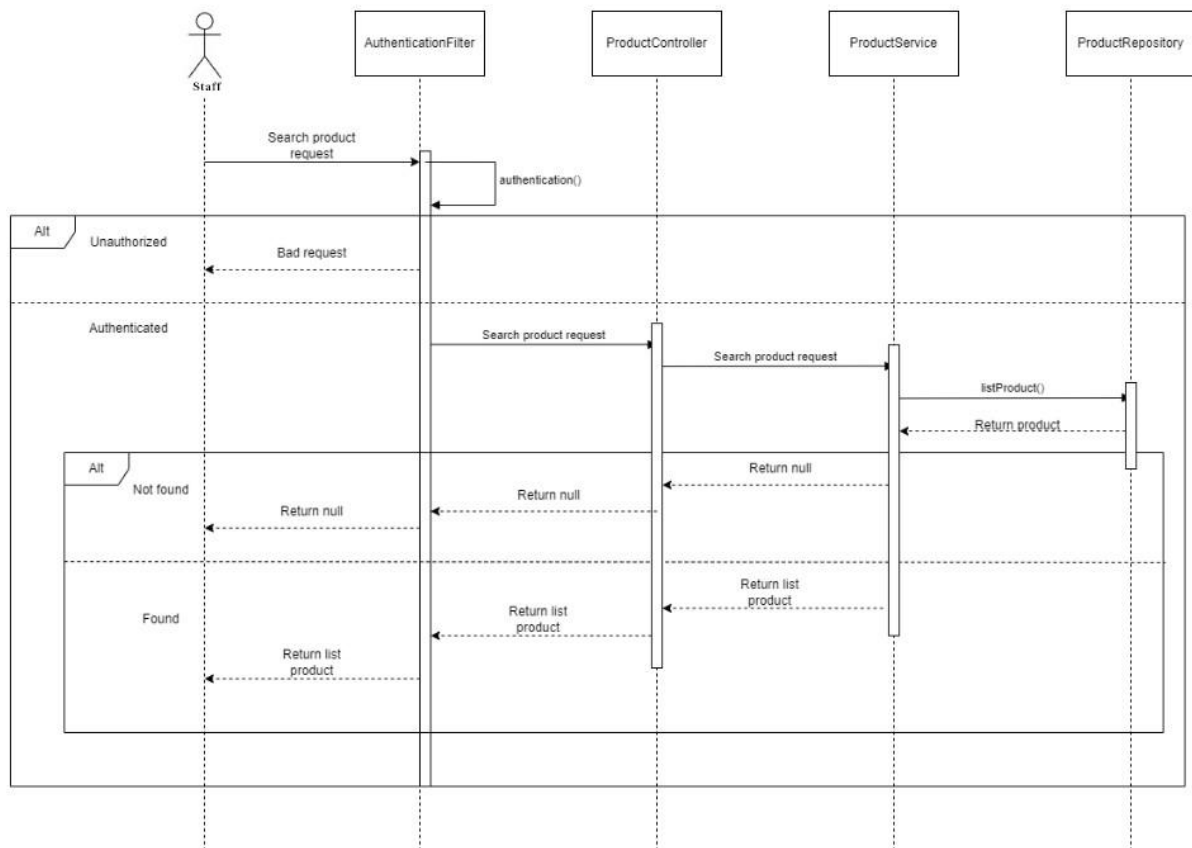 AuthenticationFilter
ProductController
ProductService
ProductRepository
Staff
Search product
request
authentication()
Alt
Unauthorized
Bad request
Authenticated
Search product request
Search product request
listProduct()
Return product
Alt
Not found
Return null
Return null
Return null
Found
Return list
product
Return list
product
Return list
product